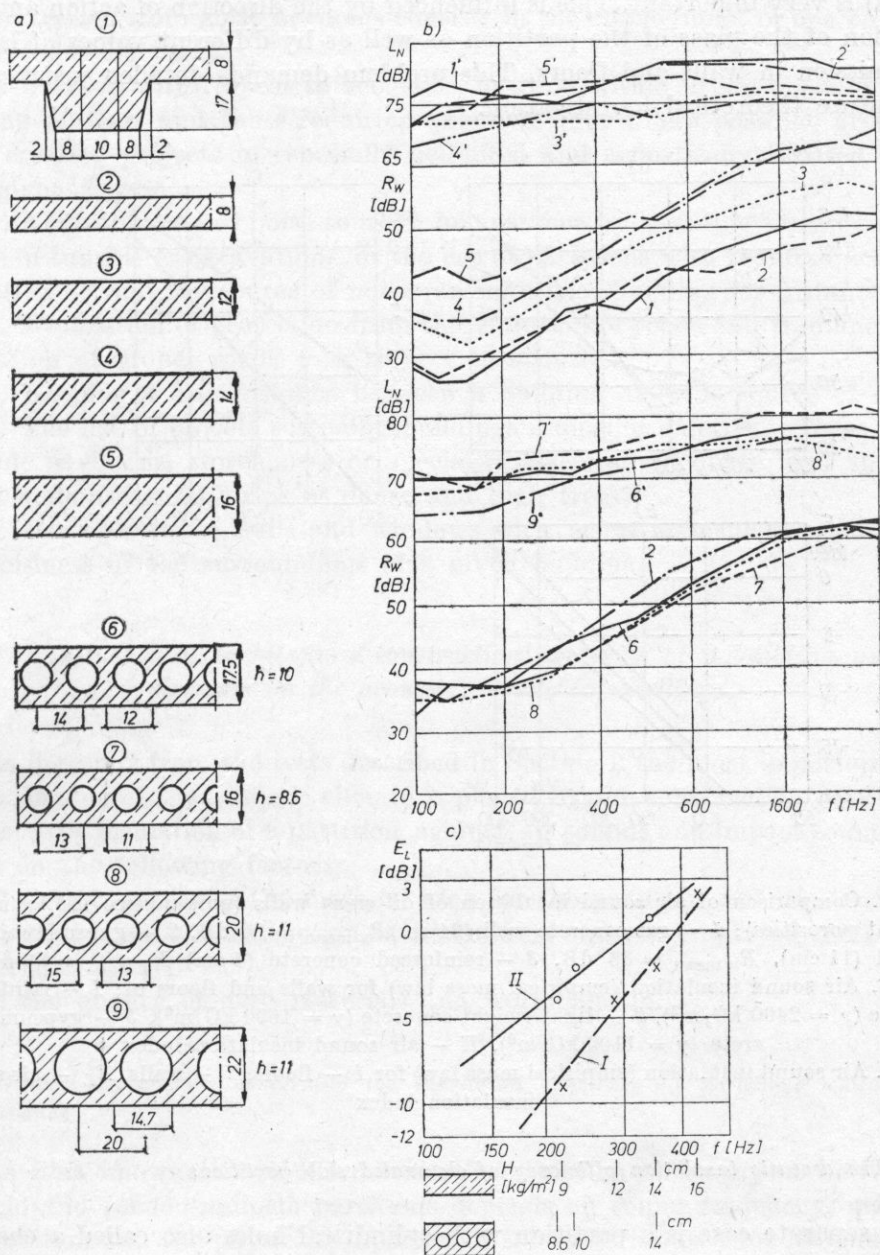 a)
①
8
17
2 8 10 8 2
②
8
③
12
④
14
⑤
16
⑥
17.5
h=10
14 12
⑦
16
h=8.6
13 11
⑧
20
h=11
15 13
⑨
22
h=11
14.7
20
b)
L_N
[dB]
75
65
1' 5' 2'
4' 3'
R_W
[dB]
50
40
30
5
4
3
2
1
L_N
[dB]
80
70
60
7
8'
6'
9'
R_W
[dB]
50
40
30
20
2
7
6
8
100 200 400 800 1600 f[Hz]
c)
E_L
[dB]
3
0
-5
-10
-12
II
I
100 150 200 300 400 f[Hz]
H
[kg/m²] 9 12 14 16
cm
cm
8.6 10 14